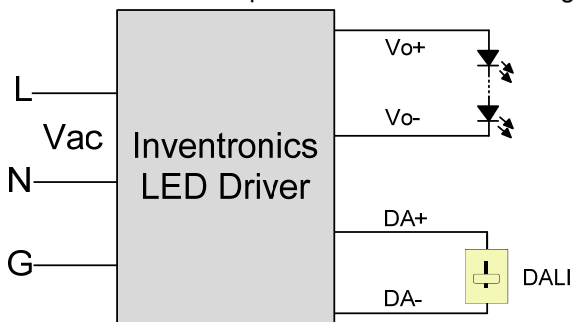 L
Vac
N
G
Inventronics
LED Driver
Vo+
Vo-
DA+
DA-
DALI